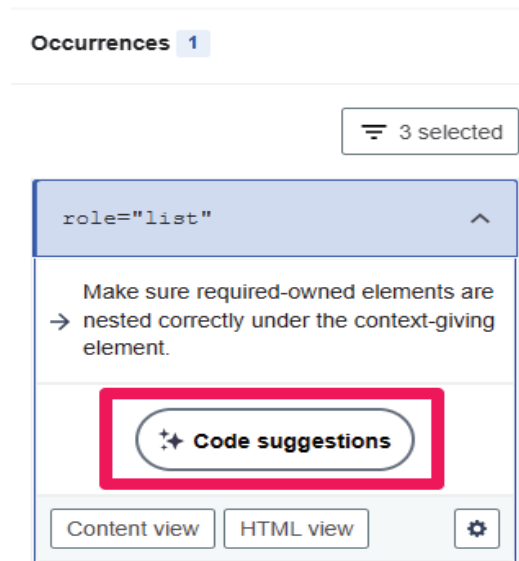 Occurrences 1
3 selected
role="list"
Make sure required-owned elements are
nested correctly under the context-giving
element.
Code suggestions
Content view HTML view